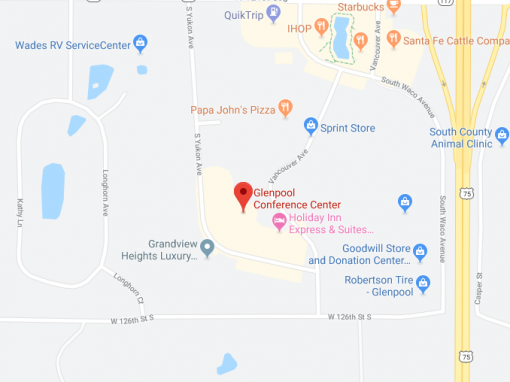 117
Starbucks
QuikTrip
IHOP
S Yukon Ave
Vancouver Ave
Wades RV ServiceCenter
Santa Fe Cattle Compa
South Waco Avenue
Papa John's Pizza
Sprint Store
South County
Animal Clinic
S Yukon Ave
Vancouver Ave
Longhorn Ave
Kathy Ln
75
Glenpool
Conference Center
Holiday Inn
Express & Suites...
S Waco Ave
Grandview
Heights Luxury...
Goodwill Store
and Donation Center...
Robertson Tire
- Glenpool
Longhorn Ct
Casper St
W 126th St S
W 126th St S
75